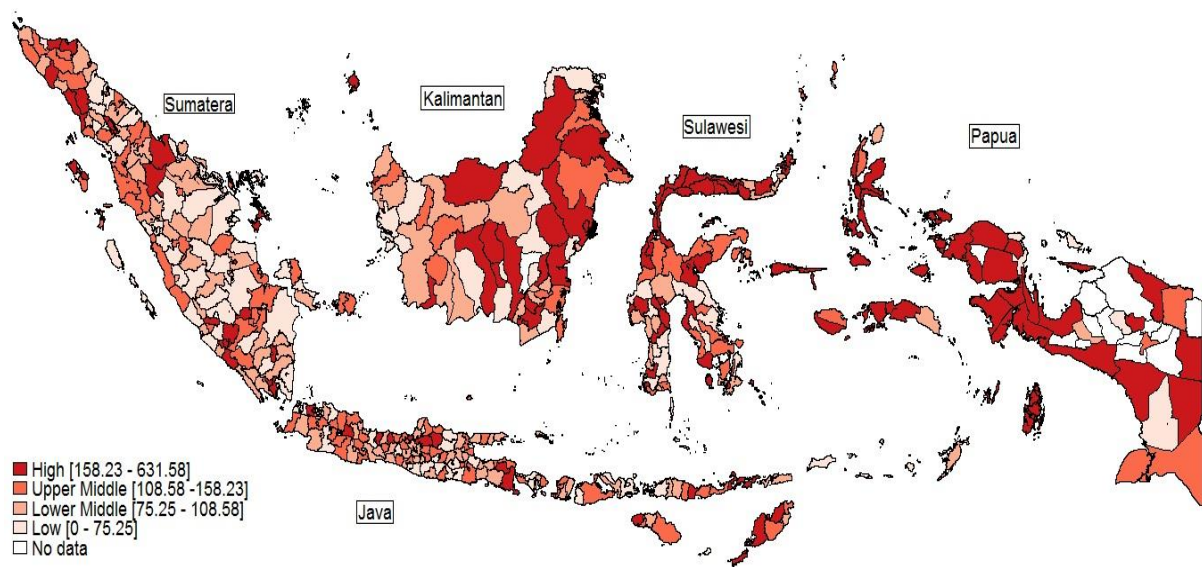 Sumatera
Kalimantan
Sulawesi
Papua
High [158.23 - 631.58]
Upper Middle [108.58 -158.23]
Lower Middle [75.25 - 108.58]
Low [0 - 75.25]
No data
Java